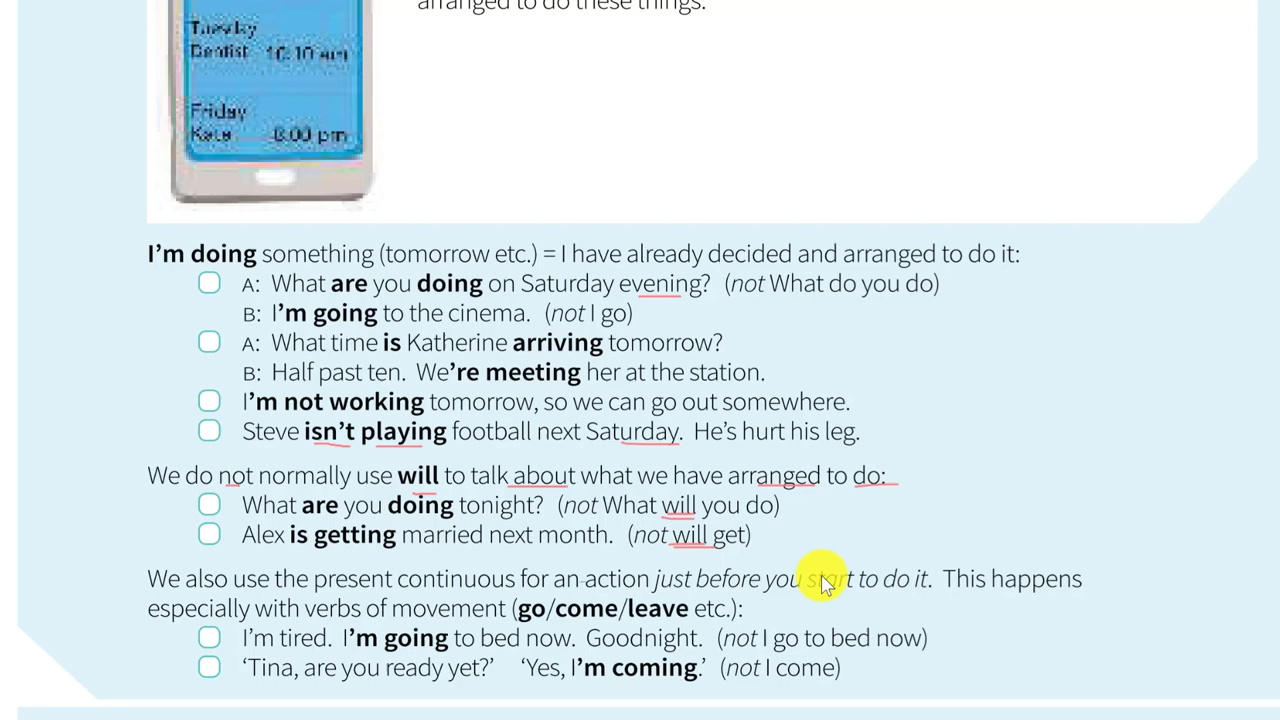 arranged to do these things.
Tuesday
Dentist 10.10 am
Friday
Kate 8.00 pm
I'm doing something (tomorrow etc.) = I have already decided and arranged to do it:
A: What are you doing on Saturday evening? (not What do you do)
B: I'm going to the cinema. (not I go)
A: What time is Katherine arriving tomorrow?
B: Half past ten. We're meeting her at the station.
I'm not working tomorrow, so we can go out somewhere.
Steve isn't playing football next Saturday. He's hurt his leg.
We do not normally use will to talk about what we have arranged to do:
What are you doing tonight? (not What will you do)
Alex is getting married next month. (not will get)
We also use the present continuous for an action just before you start to do it. This happens
especially with verbs of movement (go/come/leave etc.):
I'm tired. I'm going to bed now. Goodnight. (not I go to bed now)
'Tina, are you ready yet?' 'Yes, I'm coming.' (not I come)